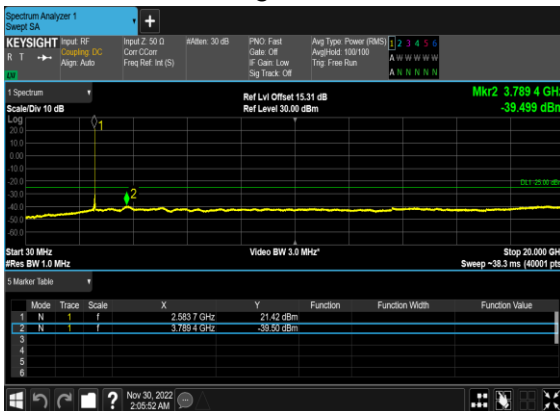 Spectrum Analyzer 1
Swept SA
KEYSIGHT
R T
LV
Input: RF
Coupling: DC
Align: Auto
Input Z: 50 Ω
Corr CCorr
Freq Ref: Int (S)
#Atten: 30 dB
PNO: Fast
Gate: Off
IF Gain: Low
Sig Track: Off
Avg Type: Power (RMS)
Avg|Hold: 100/100
Trig: Free Run
1 2 3 4 5 6
A W W W W W
A N N N N N
1 Spectrum
Scale/Div 10 dB
Ref Lvl Offset 15.31 dB
Ref Level 30.00 dBm
Mkr2 3.789 4 GHz
-39.499 dBm
Log
20.0
10.0
0.00
-10.0
-20.0
-30.0
-40.0
-50.0
-60.0
1
2
DL1 -25.00 dBm
Start 30 MHz
#Res BW 1.0 MHz
Video BW 3.0 MHz*
Stop 20.000 GHz
Sweep ~38.3 ms (40001 pts)
5 Marker Table
Mode Trace Scale X Y Function Function Width Function Value
1 N 1 f 2.583 7 GHz 21.42 dBm
2 N 1 f 3.789 4 GHz -39.50 dBm
3
4
5
6
?
Nov 30, 2022
2:05:52 AM